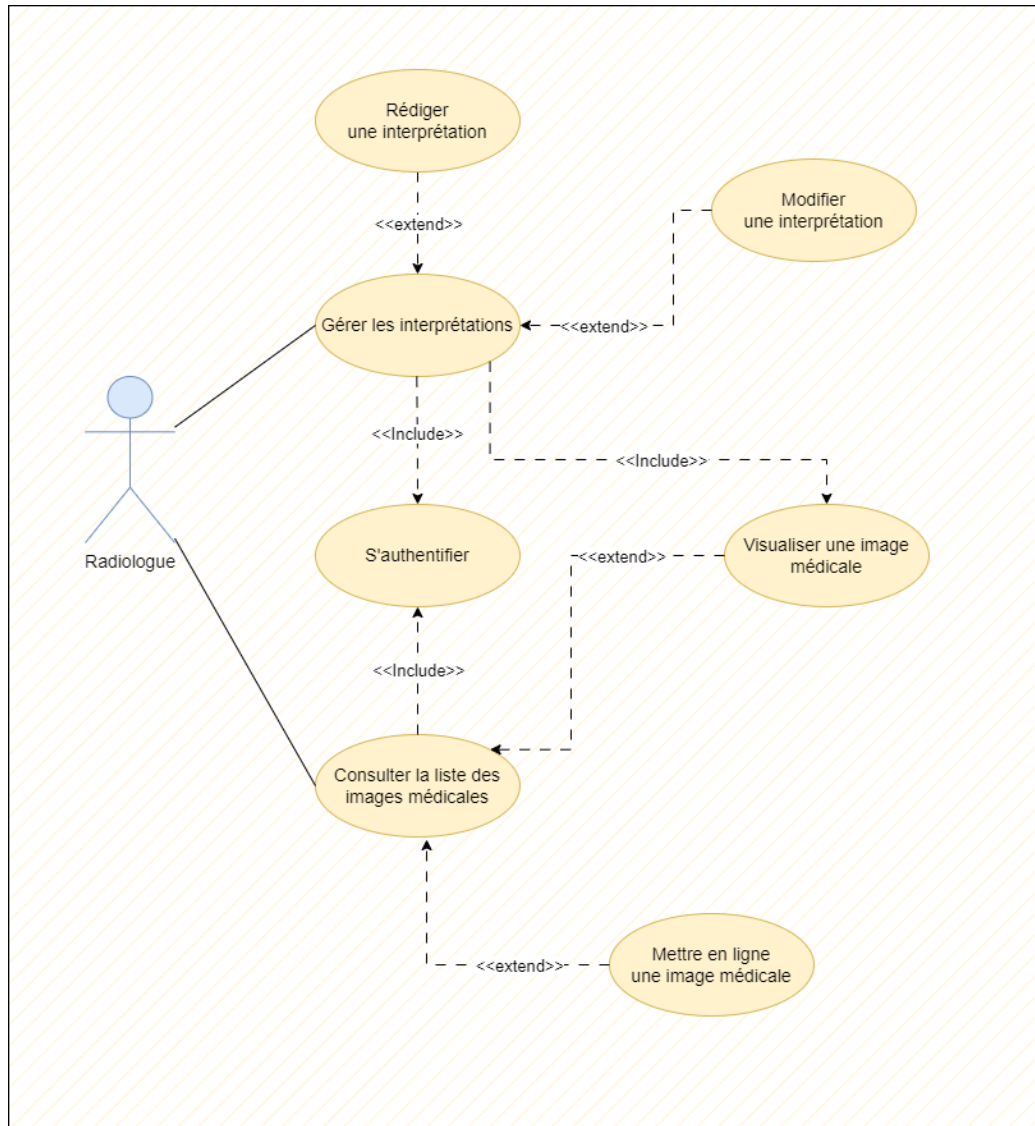 Rédiger
une interprétation
<<extend>>
Modifier
une interprétation
Gérer les interprétations
<<extend>>
<<Include>>
<<Include>>
Radiologue
S'authentifier
<<extend>>
Visualiser une image
médicale
<<Include>>
Consulter la liste des
images médicales
<<extend>>
Mettre en ligne
une image médicale